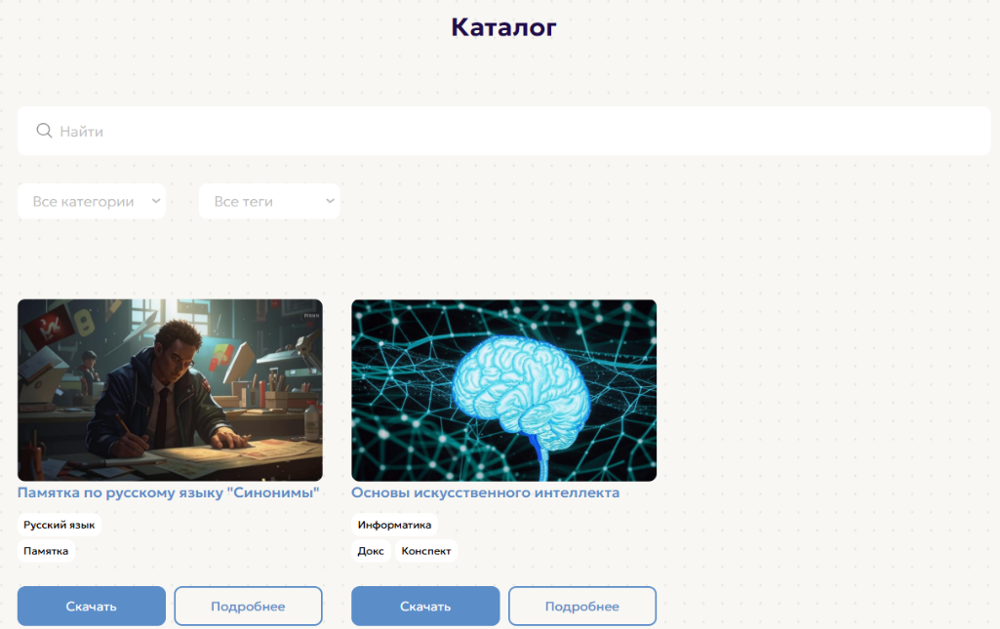 Каталог
Найти
Все категории
Все теги
Памятка по русскому языку "Синонимы"
Основы искусственного интеллекта
Русский язык
Информатика
Памятка
Докс Конспект
Скачать Подробнее Скачать Подробнее